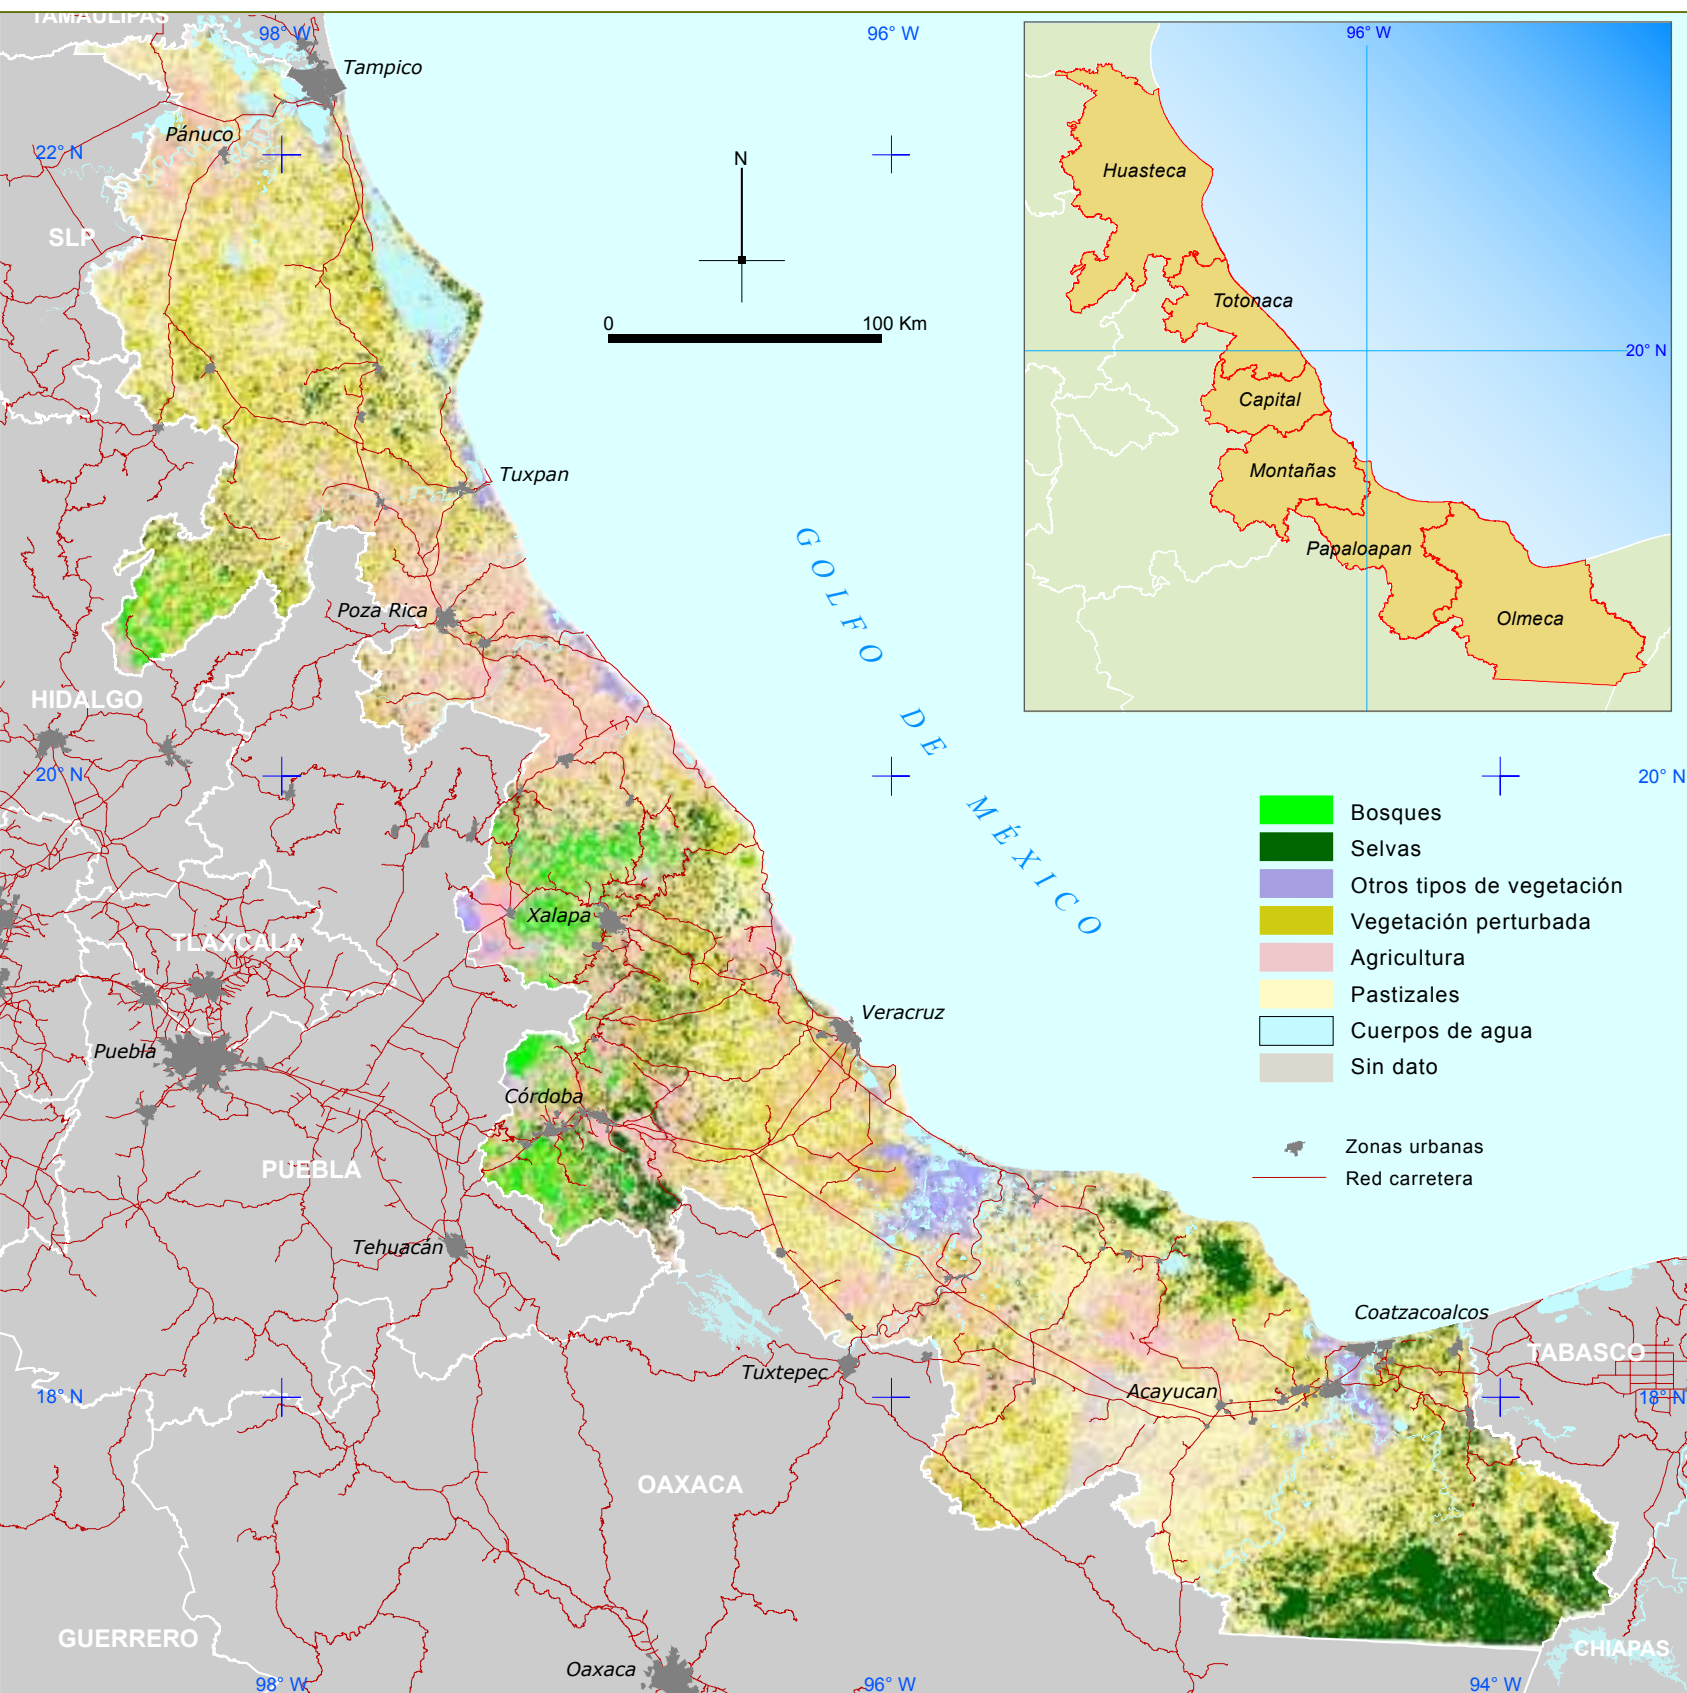 TAMAULIPAS
98° W
96° W
Tampico
Pánuco
22° N
SLP
N
0
100 Km
Tuxpan
Poza Rica
HIDALGO
20° N
20° N
GOLFO DE MÉXICO
Xalapa
TLAXCALA
Puebla
Veracruz
Córdoba
PUEBLA
Tehuacán
Tuxtepec
Coatzacoalcos
TABASCO
Acayucan
18° N
18° N
OAXACA
GUERRERO
CHIAPAS
Oaxaca
98° W
96° W
94° W
96° W
Huasteca
Totonaca
20° N
Capital
Montañas
Papaloapan
Olmeca
Bosques
Selvas
Otros tipos de vegetación
Vegetación perturbada
Agricultura
Pastizales
Cuerpos de agua
Sin dato
Zonas urbanas
Red carretera